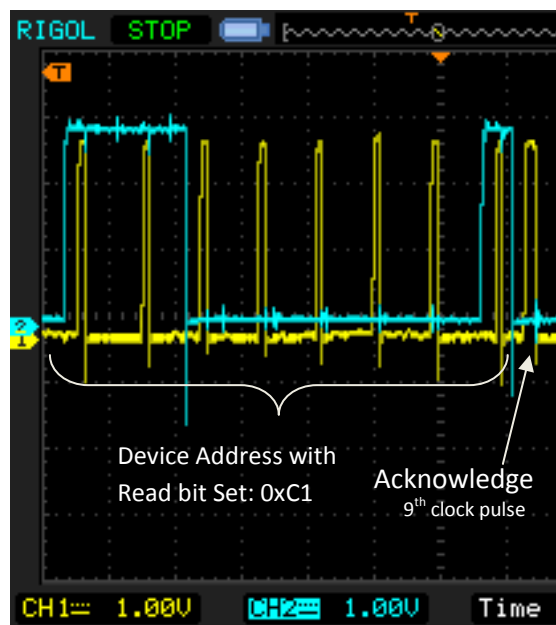 RIGOL STOP T
T
2
1
Device Address with
Read bit Set: 0xC1
Acknowledge
9th clock pulse
CH1 1.00V CH2 1.00V Time